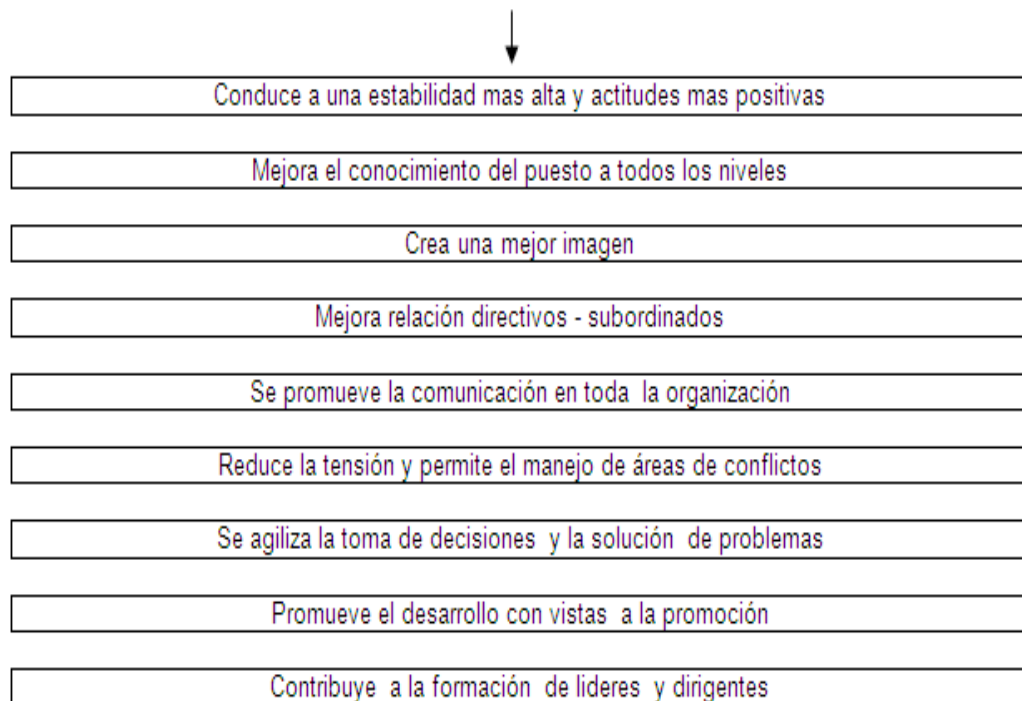 Conduce a una estabilidad mas alta y actitudes mas positivas
Mejora el conocimiento del puesto a todos los niveles
Crea una mejor imagen
Mejora relación directivos - subordinados
Se promueve la comunicación en toda la organización
Reduce la tensión y permite el manejo de áreas de conflictos
Se agiliza la toma de decisiones y la solución de problemas
Promueve el desarrollo con vistas a la promoción
Contribuye a la formación de lideres y dirigentes